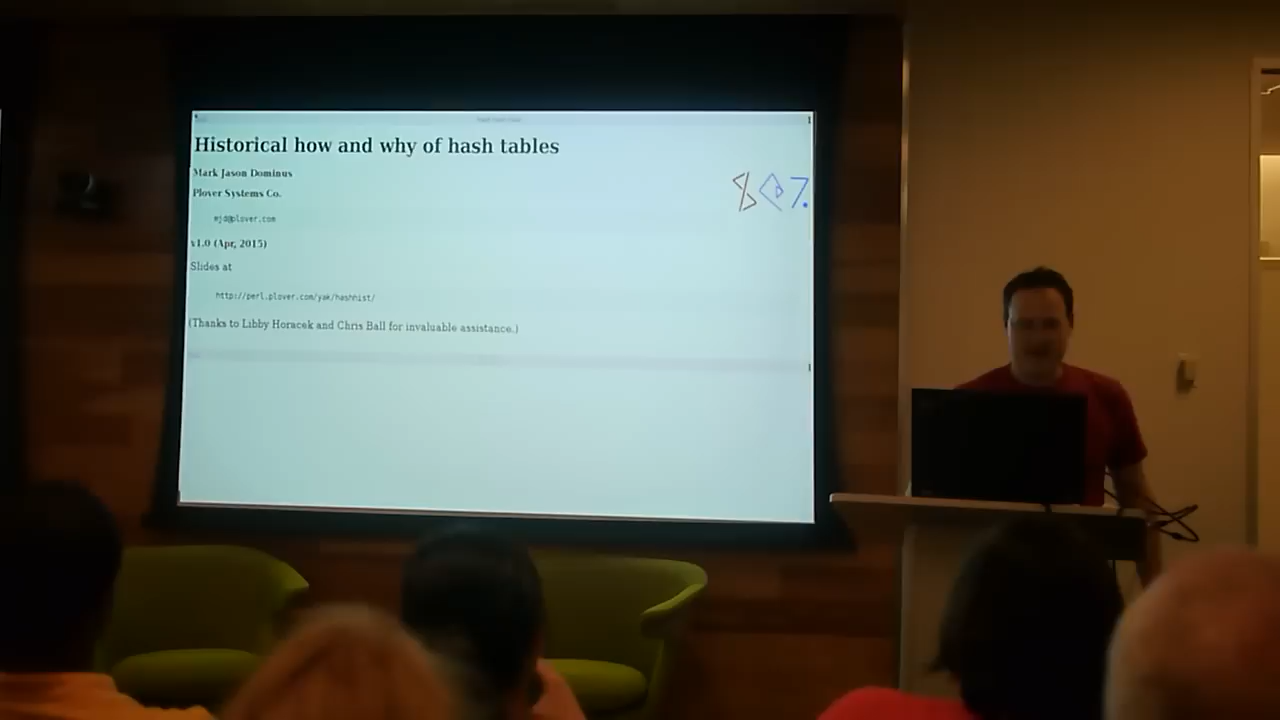 Historical how and why of hash tables
Mark Jason Dominus
Plover Systems Co.
mjd@plover.com
v1.0 (Apr, 2015)
Slides at
http://perl.plover.com/yak/hashhist/
(Thanks to Libby Horacek and Chris Ball for invaluable assistance.)
1
1